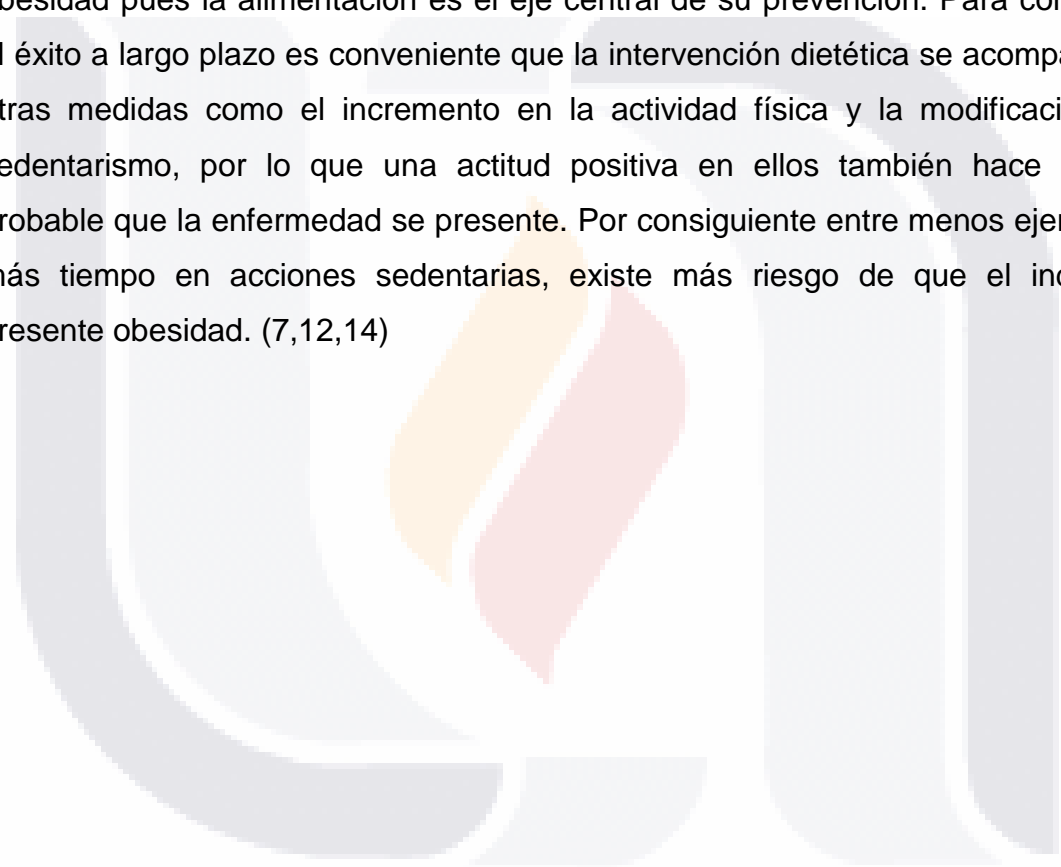 besidad pues la alimentación es el eje central de su prevención. Para con
l éxito a largo plazo es conveniente que la intervención dietética se acompa
tras medidas como el incremento en la actividad física y la modificaci
edentarismo, por lo que una actitud positiva en ellos también hace
robable que la enfermedad se presente. Por consiguiente entre menos ejer
más tiempo en acciones sedentarias, existe más riesgo de que el ind
resente obesidad. (7,12,14)